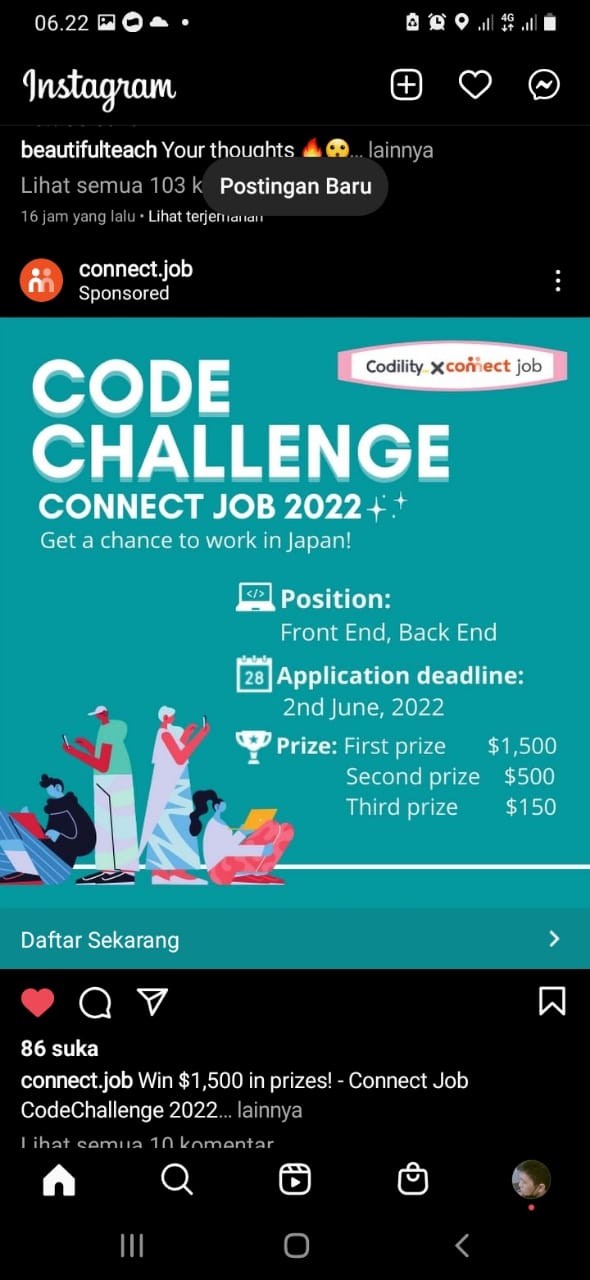 06.22
4G
Instagram
beautifulteach Your thoughts 🔥😗... lainnya
Lihat semua 103 k
Postingan Baru
16 jam yang lalu • Lihat terjemahan
connect.job
Sponsored
Codility_ x connect job
CODE
CHALLENGE
CONNECT JOB 2022
Get a chance to work in Japan!
</>
Position:
Front End, Back End
28
Application deadline:
2nd June, 2022
Prize: First prize $1,500
Second prize $500
Third prize $150
Daftar Sekarang
86 suka
connect.job Win $1,500 in prizes! - Connect Job
CodeChallenge 2022... lainnya
Lihat semua 10 komentar